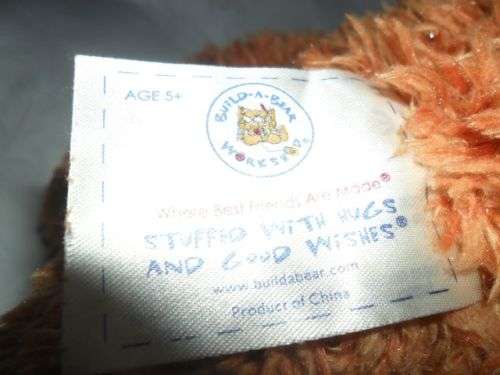 AGE 5+
BUILD-A-BEAR
WORKSHOP
Where Best Friends Are Made®
STUFFED WITH HUGS
AND GOOD WISHES®
www.buildabear.com
Product of China